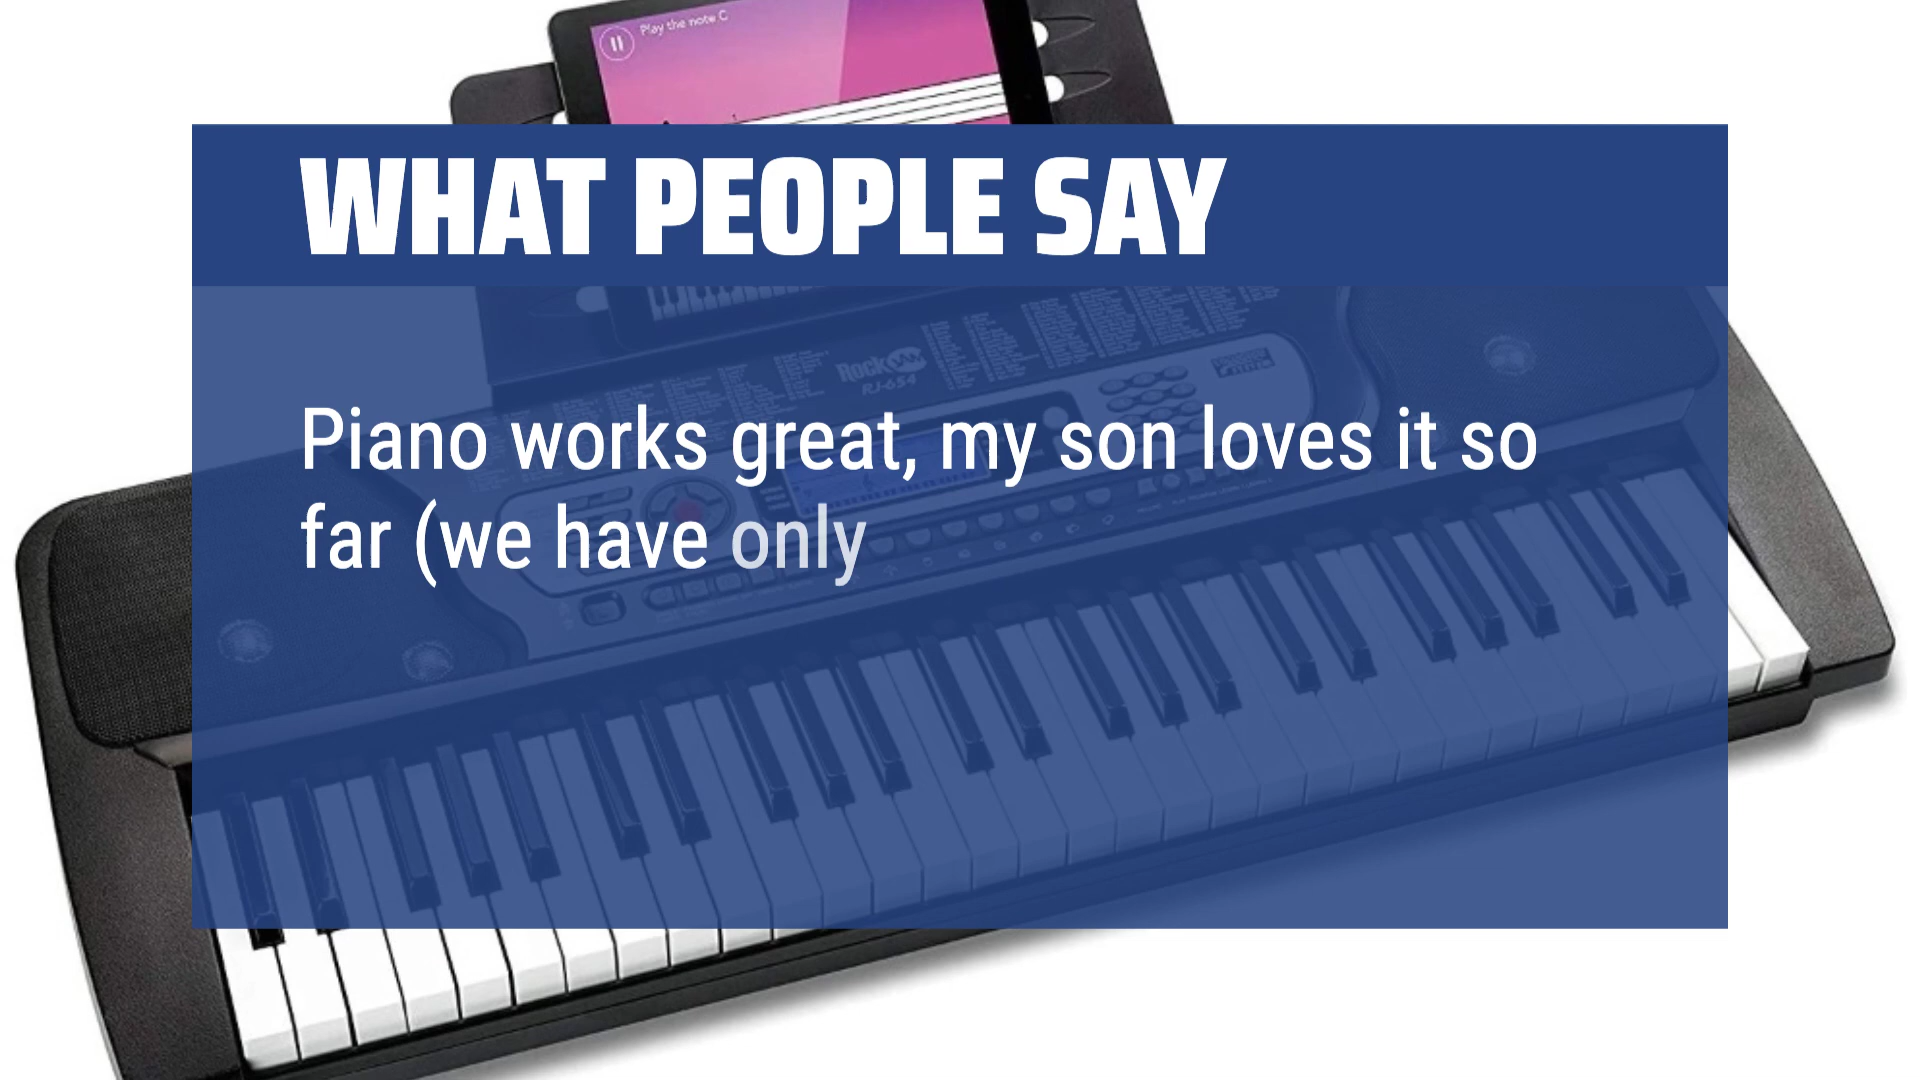 Play the note C
WHAT PEOPLE SAY
RockJam
RJ-654
Piano works great, my son loves it so
far (we have only